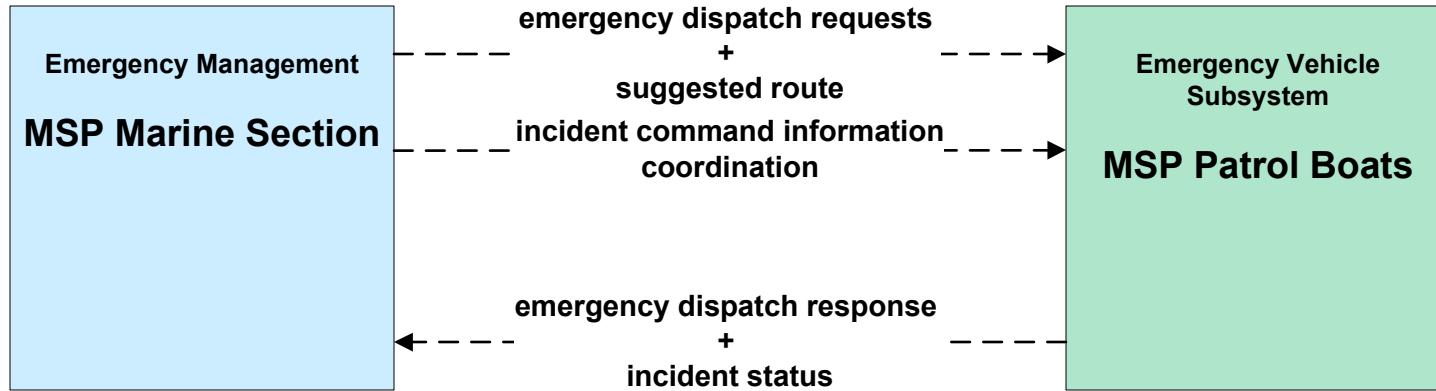 Emergency Management
MSP Marine Section
emergency dispatch requests
+
suggested route
incident command information
coordination
emergency dispatch response
+
incident status
Emergency Vehicle
Subsystem
MSP Patrol Boats